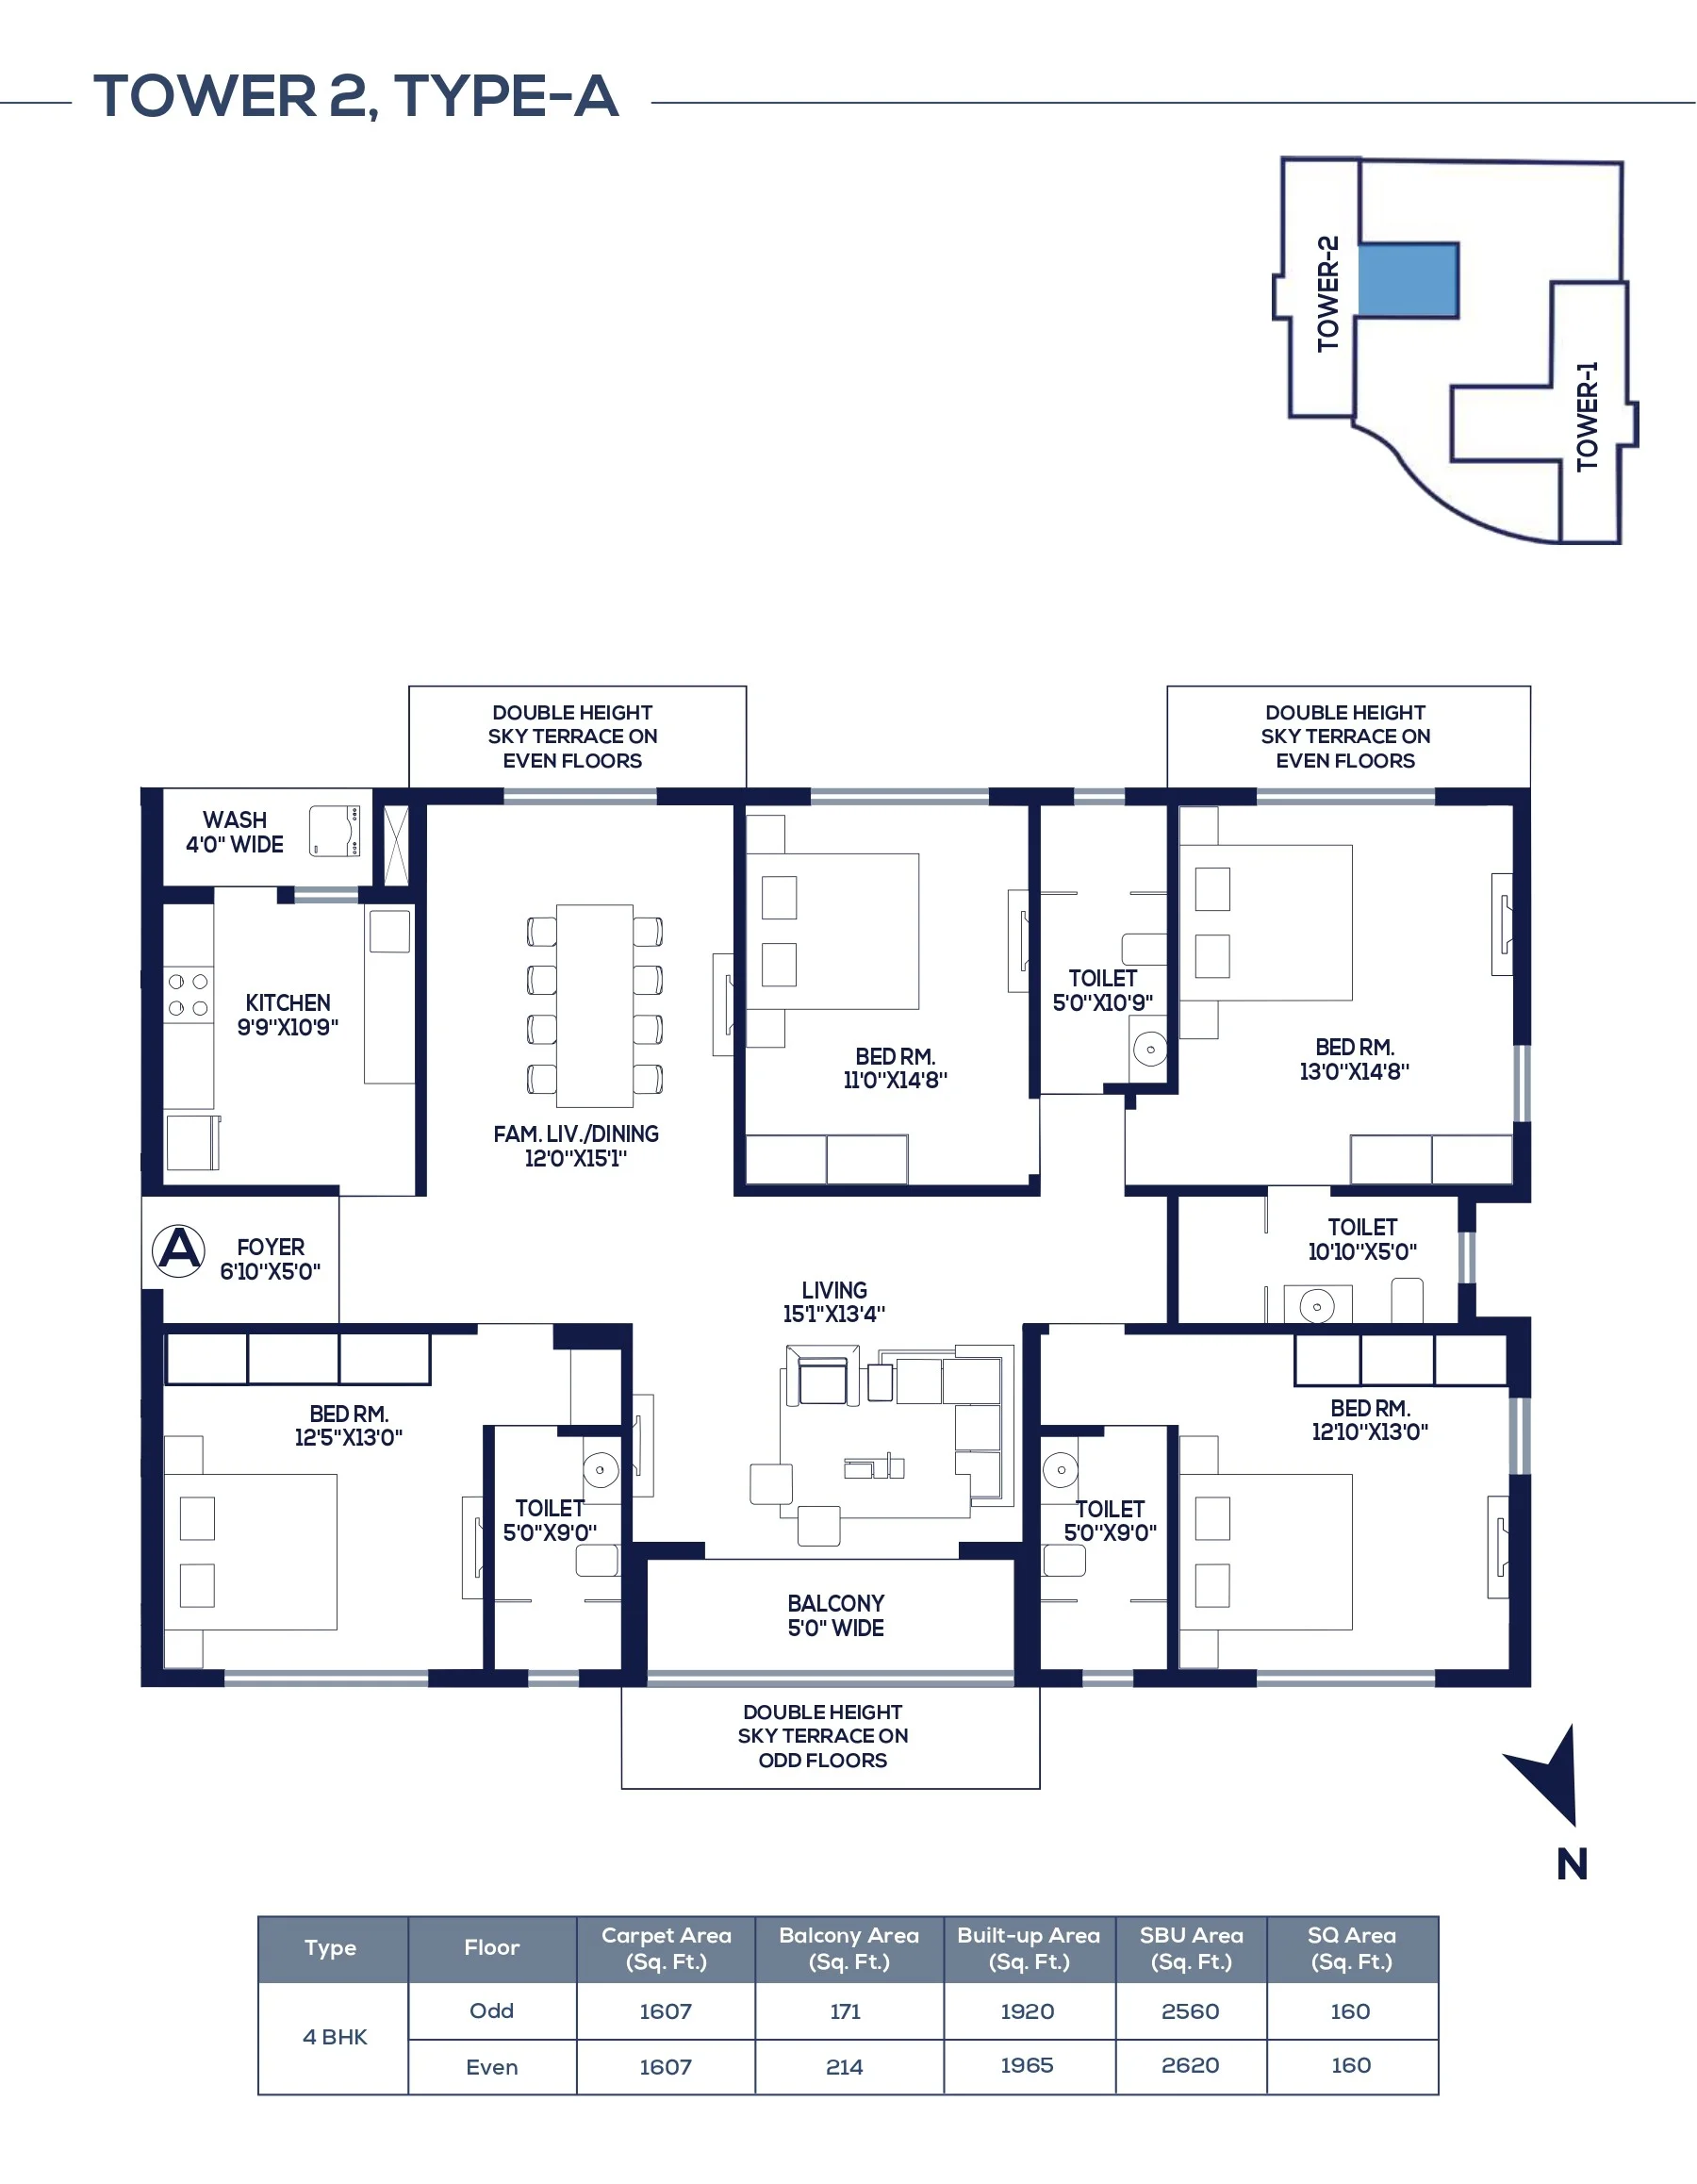 TOWER 2, TYPE-A
TOWER-2
TOWER-1
DOUBLE HEIGHT
SKY TERRACE ON
EVEN FLOORS
DOUBLE HEIGHT
SKY TERRACE ON
EVEN FLOORS
WASH
4'0" WIDE
KITCHEN
9'9"X10'9"
FAM. LIV./DINING
12'0"X15'1"
BED RM.
11'0"X14'8"
TOILET
5'0"X10'9"
BED RM.
13'0"X14'8"
A
FOYER
6'10"X5'0"
LIVING
15'1"X13'4"
TOILET
10'10"X5'0"
BED RM.
12'5"X13'0"
TOILET
5'0"X9'0"
BALCONY
5'0" WIDE
TOILET
5'0"X9'0"
BED RM.
12'10"X13'0"
DOUBLE HEIGHT
SKY TERRACE ON
ODD FLOORS
N
Type Floor Carpet Area (Sq. Ft.) Balcony Area (Sq. Ft.) Built-up Area (Sq. Ft.) SBU Area (Sq. Ft.) SQ Area (Sq. Ft.)
4 BHK
Odd 1607 171 1920 2560 160
Even 1607 214 1965 2620 160